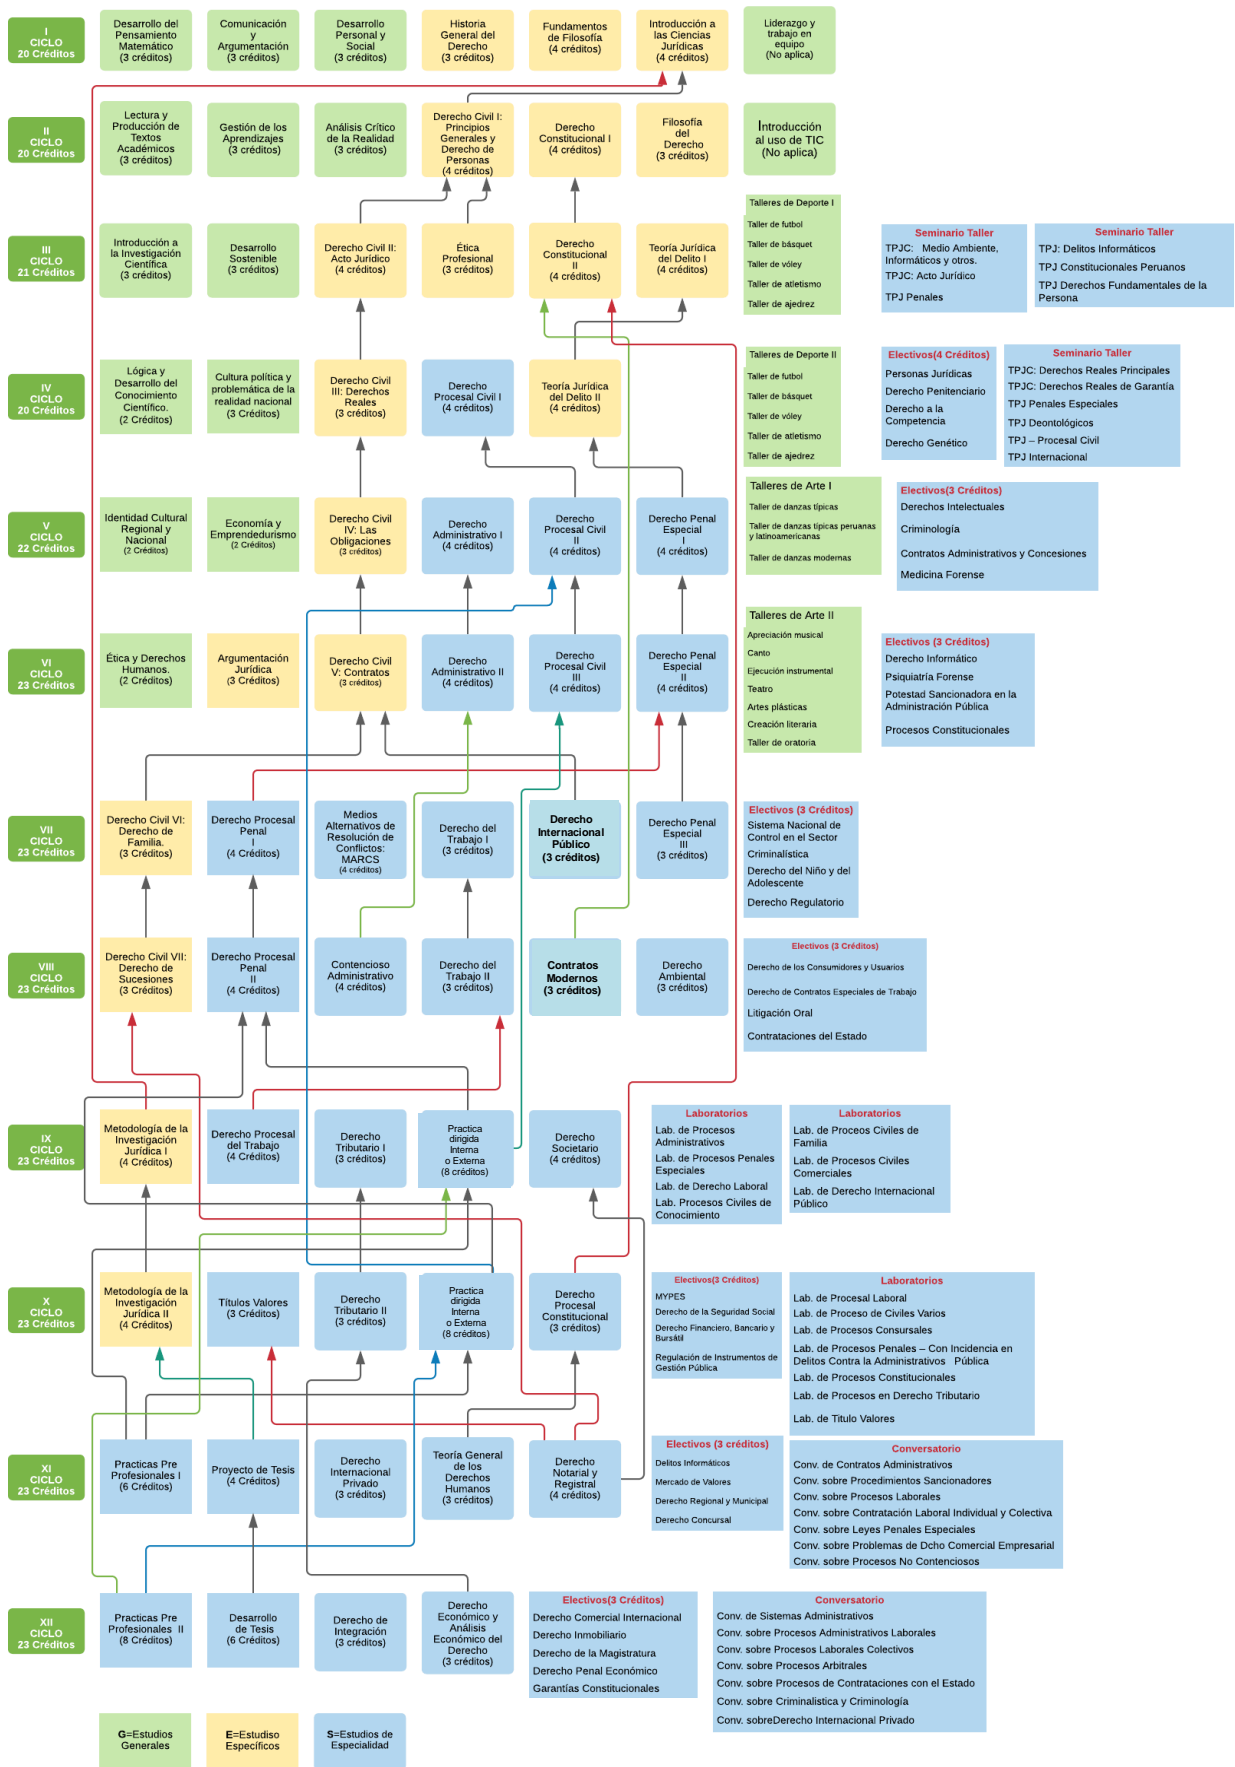 I
CICLO
20 Créditos
Desarrollo del
Pensamiento
Matemático
(3 créditos)
Comunicación
y
Argumentación
(3 créditos)
Desarrollo
Personal y
Social
(3 créditos)
Historia
General del
Derecho
(3 créditos)
Fundamentos
de Filosofía
(4 créditos)
Introducción a
las Ciencias
Jurídicas
(4 créditos)
Liderazgo y
trabajo en
equipo
(No aplica)
II
CICLO
20 Créditos
Lectura y
Producción de
Textos
Académicos
(3 créditos)
Gestión de los
Aprendizajes
(3 créditos)
Análisis Crítico
de la Realidad
(3 créditos)
Derecho Civil I:
Principios
Generales y
Derecho de
Personas
(4 créditos)
Derecho
Constitucional I
(4 créditos)
Filosofía
del
Derecho
(3 créditos)
Introducción
al uso de TIC
(No aplica)
III
CICLO
21 Créditos
Introducción a
la Investigación
Científica
(3 créditos)
Desarrollo
Sostenible
(3 créditos)
Derecho Civil II:
Acto Jurídico
(4 créditos)
Ética
Profesional
(3 créditos)
Derecho
Constitucional
II
(4 créditos)
Teoría Jurídica
del Delito I
(4 créditos)
Talleres de Deporte I
Taller de futbol
Taller de básquet
Taller de vóley
Taller de atletismo
Taller de ajedrez
Seminario Taller
TPJC: Medio Ambiente,
Informáticos y otros.
TPJC: Acto Jurídico
TPJ Penales
Seminario Taller
TPJ: Delitos Informáticos
TPJ Constitucionales Peruanos
TPJ Derechos Fundamentales de la
Persona
IV
CICLO
20 Créditos
Lógica y
Desarrollo del
Conocimiento
Científico.
(2 Créditos)
Cultura política y
problemática de la
realidad nacional
(3 Créditos)
Derecho Civil
III: Derechos
Reales
(3 créditos)
Derecho
Procesal Civil I
(4 créditos)
Teoría Jurídica
del Delito II
(4 créditos)
Talleres de Deporte II
Taller de futbol
Taller de básquet
Taller de vóley
Taller de atletismo
Taller de ajedrez
Electivos(4 Créditos)
Personas Jurídicas
Derecho Penitenciario
Derecho a la
Competencia
Derecho Genético
Seminario Taller
TPJC: Derechos Reales Principales
TPJC: Derechos Reales de Garantía
TPJ Penales Especiales
TPJ Deontológicos
TPJ – Procesal Civil
TPJ Internacional
V
CICLO
22 Créditos
Identidad Cultural
Regional y
Nacional
(2 Créditos)
Economía y
Emprendedurismo
(2 Créditos)
Derecho Civil
IV: Las
Obligaciones
(3 créditos)
Derecho
Administrativo I
(4 créditos)
Derecho
Procesal Civil
II
(4 créditos)
Derecho Penal
Especial
I
(4 créditos)
Talleres de Arte I
Taller de danzas típicas
Taller de danzas típicas peruanas
y latinoamericanas
Taller de danzas modernas
Electivos(3 Créditos)
Derechos Intelectuales
Criminología
Contratos Administrativos y Concesiones
Medicina Forense
VI
CICLO
23 Créditos
Ética y Derechos
Humanos.
(2 Créditos)
Argumentación
Jurídica
(3 Créditos)
Derecho Civil
V: Contratos
(3 créditos)
Derecho
Administrativo II
(4 créditos)
Derecho
Procesal Civil
III
(4 créditos)
Derecho Penal
Especial
II
(4 créditos)
Talleres de Arte II
Apreciación musical
Canto
Ejecución instrumental
Teatro
Artes plásticas
Creación literaria
Taller de oratoria
Electivos (3 Créditos)
Derecho Informático
Psiquiatría Forense
Potestad Sancionadora en la
Administración Pública
Procesos Constitucionales
VII
CICLO
23 Créditos
Derecho Civil VI:
Derecho de
Familia.
(3 Créditos)
Derecho Procesal
Penal
I
(4 Créditos)
Medios
Alternativos de
Resolución de
Conflictos:
MARCS
(4 créditos)
Derecho del
Trabajo I
(3 créditos)
Derecho
Internacional
Público
(3 créditos)
Derecho Penal
Especial
III
(3 créditos)
Electivos (3 Créditos)
Sistema Nacional de
Control en el Sector
Criminalística
Derecho del Niño y del
Adolescente
Derecho Regulatorio
VIII
CICLO
23 Créditos
Derecho Civil VII:
Derecho de
Sucesiones
(3 Créditos)
Derecho Procesal
Penal
II
(4 Créditos)
Contencioso
Administrativo
(4 créditos)
Derecho del
Trabajo II
(3 créditos)
Contratos
Modernos
(3 créditos)
Derecho
Ambiental
(3 créditos)
Electivos (3 Créditos)
Derecho de los Consumidores y Usuarios
Derecho de Contratos Especiales de Trabajo
Litigación Oral
Contrataciones del Estado
IX
CICLO
23 Créditos
Metodología de la
Investigación
Jurídica I
(4 Créditos)
Derecho Procesal
del Trabajo
(4 Créditos)
Derecho
Tributario I
(3 créditos)
Practica
dirigida
Interna
o Externa
(8 créditos)
Derecho
Societario
(4 créditos)
Laboratorios
Lab. de Procesos
Administrativos
Lab. de Procesos Penales
Especiales
Lab. de Derecho Laboral
Lab. Procesos Civiles de
Conocimiento
Laboratorios
Lab. de Proceos Civiles de
Familia
Lab. de Procesos Civiles
Comerciales
Lab. de Derecho Internacional
Público
X
CICLO
23 Créditos
Metodología de la
Investigación
Jurídica II
(4 Créditos)
Títulos Valores
(3 Créditos)
Derecho
Tributario II
(3 créditos)
Practica
dirigida
Interna
o Externa
(8 créditos)
Derecho
Procesal
Constitucional
(3 créditos)
Electivos(3 Créditos)
MYPES
Derecho de la Seguridad Social
Derecho Financiero, Bancario y
Bursátil
Regulación de Instrumentos de
Gestión Pública
Laboratorios
Lab. de Procesal Laboral
Lab. de Proceso de Civiles Varios
Lab. de Procesos Consursales
Lab. de Procesos Penales – Con Incidencia en
Delitos Contra la Administrativos Pública
Lab. de Procesos Constitucionales
Lab. de Procesos en Derecho Tributario
Lab. de Titulo Valores
XI
CICLO
23 Créditos
Practicas Pre
Profesionales I
(6 Créditos)
Proyecto de Tesis
(4 Créditos)
Derecho
Internacional
Privado
(3 créditos)
Teoría General
de los
Derechos
Humanos
(3 créditos)
Derecho
Notarial y
Registral
(4 créditos)
Electivos (3 créditos)
Delitos Informáticos
Mercado de Valores
Derecho Regional y Municipal
Derecho Concursal
Conversatorio
Conv. de Contratos Administrativos
Conv. sobre Procedimientos Sancionadores
Conv. sobre Procesos Laborales
Conv. sobre Contratación Laboral Individual y Colectiva
Conv. sobre Leyes Penales Especiales
Conv. sobre Problemas de Dcho Comercial Empresarial
Conv. sobre Procesos No Contenciosos
XII
CICLO
23 Créditos
Practicas Pre
Profesionales II
(8 Créditos)
Desarrollo
de Tesis
(6 Créditos)
Derecho de
Integración
(3 créditos)
Derecho
Económico y
Análisis
Económico del
Derecho
(3 créditos)
Electivos(3 Créditos)
Derecho Comercial Internacional
Derecho Inmobiliario
Derecho de la Magistratura
Derecho Penal Económico
Garantías Constitucionales
Conversatorio
Conv. de Sistemas Administrativos
Conv. sobre Procesos Administrativos Laborales
Conv. sobre Procesos Laborales Colectivos
Conv. sobre Procesos Arbitrales
Conv. sobre Procesos de Contrataciones con el Estado
Conv. sobre Criminalistica y Criminología
Conv. sobreDerecho Internacional Privado
G=Estudios
Generales
E=Estudiso
Específicos
S=Estudios de
Especialidad